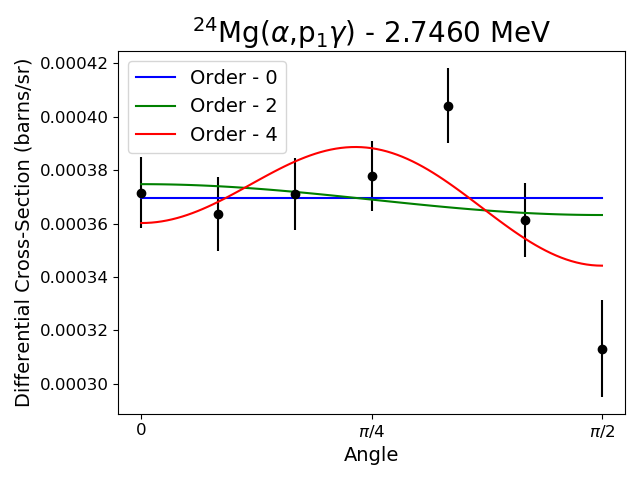 ²⁴Mg(α,p₁γ) - 2.7460 MeV
Differential Cross-Section (barns/sr)
0.00042
0.00040
0.00038
0.00036
0.00034
0.00032
0.00030
Order - 0
Order - 2
Order - 4
0
π/4
π/2
Angle